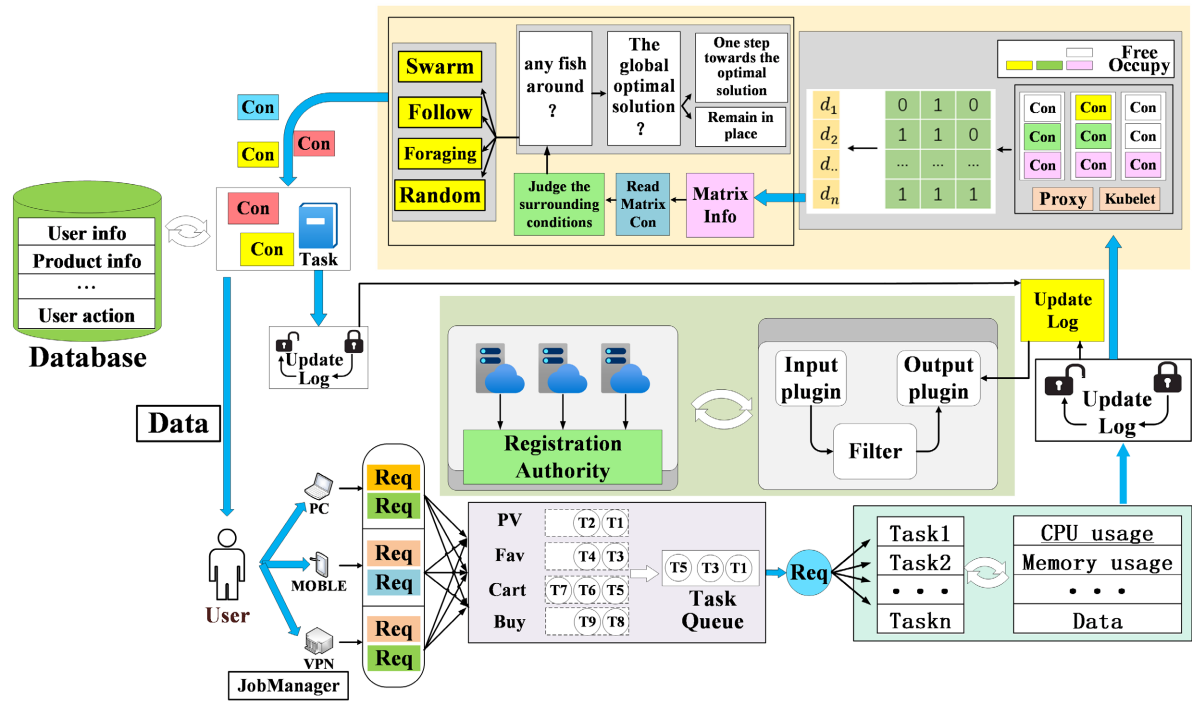 Swarm
Follow
Foraging
Random
any fish
around
?
The
global
optimal
solution
?
One step
towards the
optimal
solution
Remain in
place
Judge the
surrounding
conditions
Read
Matrix
Con
Matrix
Info
d1
d2
d..
dn
0 1 0
1 1 0
... ... ...
1 1 1
Free
Occupy
Con Con Con
Con Con Con
Con Con Con
Proxy
Kubelet
Con
Con
Con
Con
Con
Task
User info
Product info
...
User action
Database
Update
Log
Data
Update
Log
Update
Log
Registration
Authority
Input
plugin
Output
plugin
Filter
User
PC
MOBLE
VPN
JobManager
Req
Req
Req
Req
Req
Req
PV T2 T1
Fav T4 T3
Cart T7 T6 T5
Buy T9 T8
T5 T3 T1
Task
Queue
Req
Task1
Task2
...
Taskn
CPU usage
Memory usage
...
Data